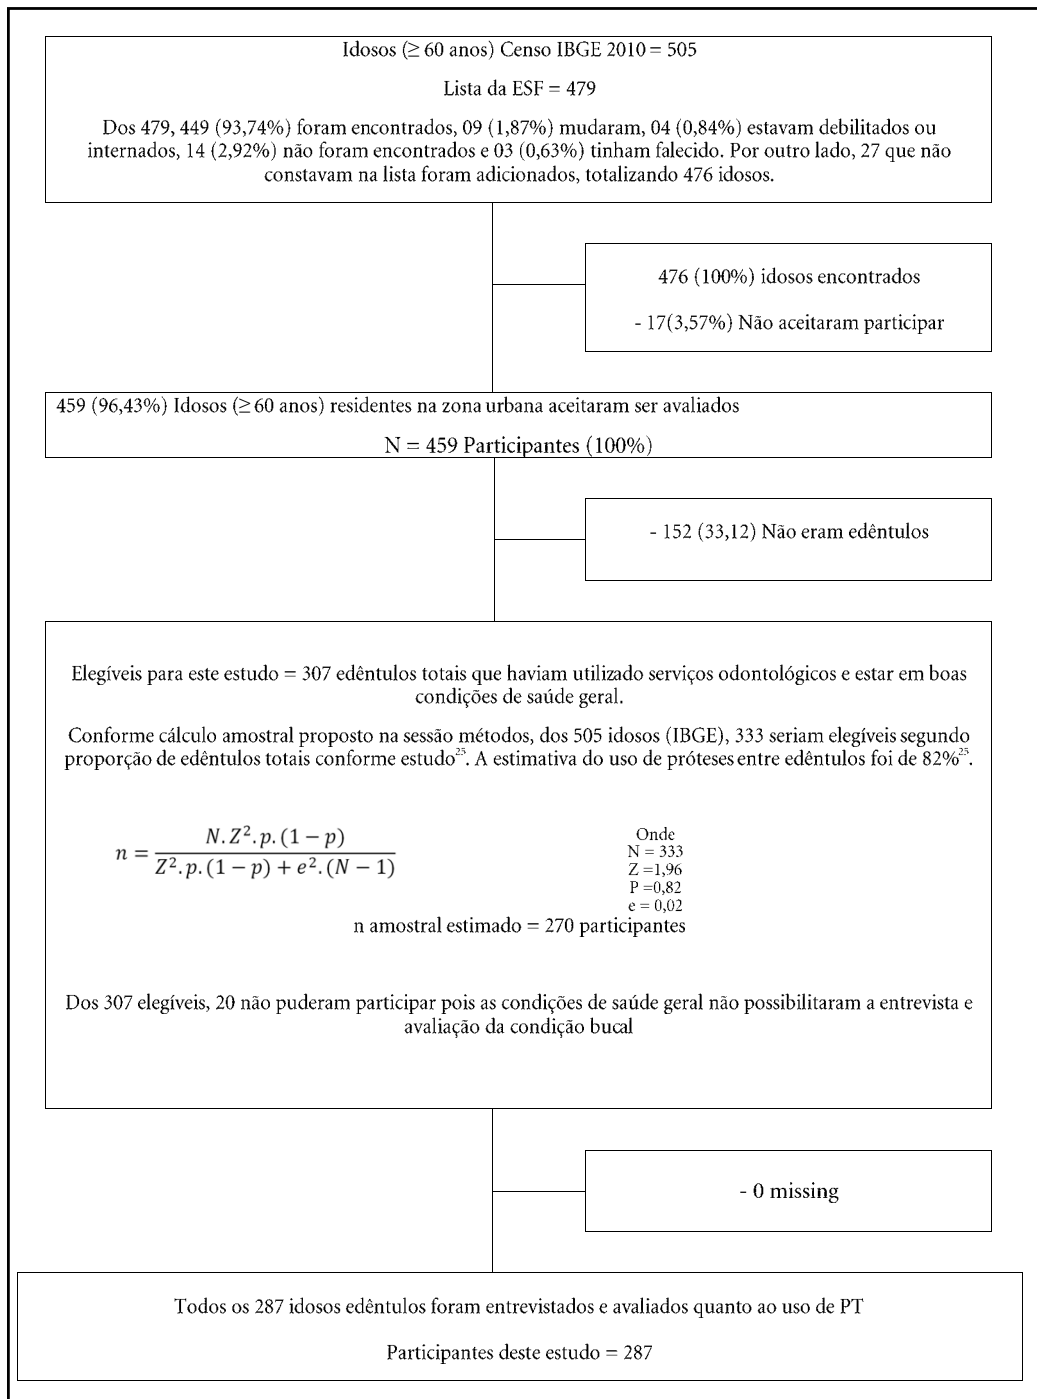 Idosos (≥ 60 anos) Censo IBGE 2010 = 505
Lista da ESF = 479
Dos 479, 449 (93,74%) foram encontrados, 09 (1,87%) mudaram, 04 (0,84%) estavam debilitados ou
internados, 14 (2,92%) não foram encontrados e 03 (0,63%) tinham falecido. Por outro lado, 27 que não
constavam na lista foram adicionados, totalizando 476 idosos.
476 (100%) idosos encontrados
- 17(3,57%) Não aceitaram participar
459 (96,43%) Idosos (≥ 60 anos) residentes na zona urbana aceitaram ser avaliados
N = 459 Participantes (100%)
- 152 (33,12) Não eram edêntulos
Elegíveis para este estudo = 307 edêntulos totais que haviam utilizado serviços odontológicos e estar em boas
condições de saúde geral.
Conforme cálculo amostral proposto na sessão métodos, dos 505 idosos (IBGE), 333 seriam elegíveis segundo
proporção de edêntulos totais conforme estudo²⁵. A estimativa do uso de próteses entre edêntulos foi de 82%²⁵.
n = N.Z².p.(1 − p) / Z².p.(1 − p) + e².(N − 1)
Onde
N = 333
Z =1,96
P =0,82
e = 0,02
n amostral estimado = 270 participantes
Dos 307 elegíveis, 20 não puderam participar pois as condições de saúde geral não possibilitaram a entrevista e
avaliação da condição bucal
- 0 missing
Todos os 287 idosos edêntulos foram entrevistados e avaliados quanto ao uso de PT
Participantes deste estudo = 287